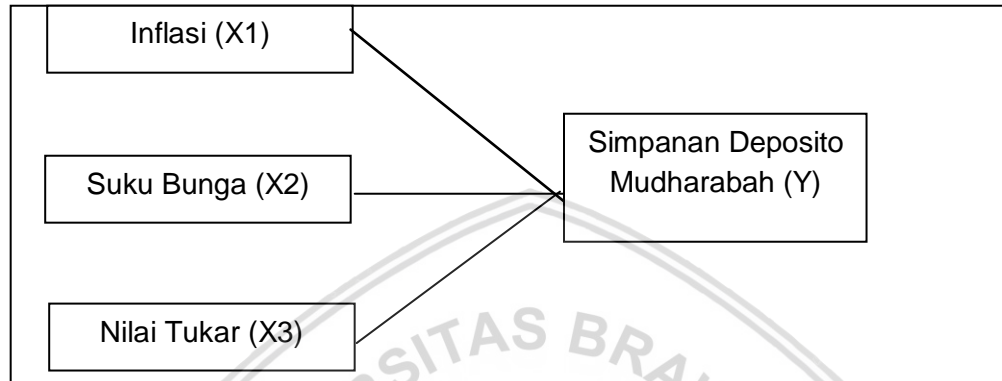 Inflasi (X1)
Simpanan Deposito
Mudharabah (Y)
Suku Bunga (X2)
Nilai Tukar (X3)
SITAS BRA